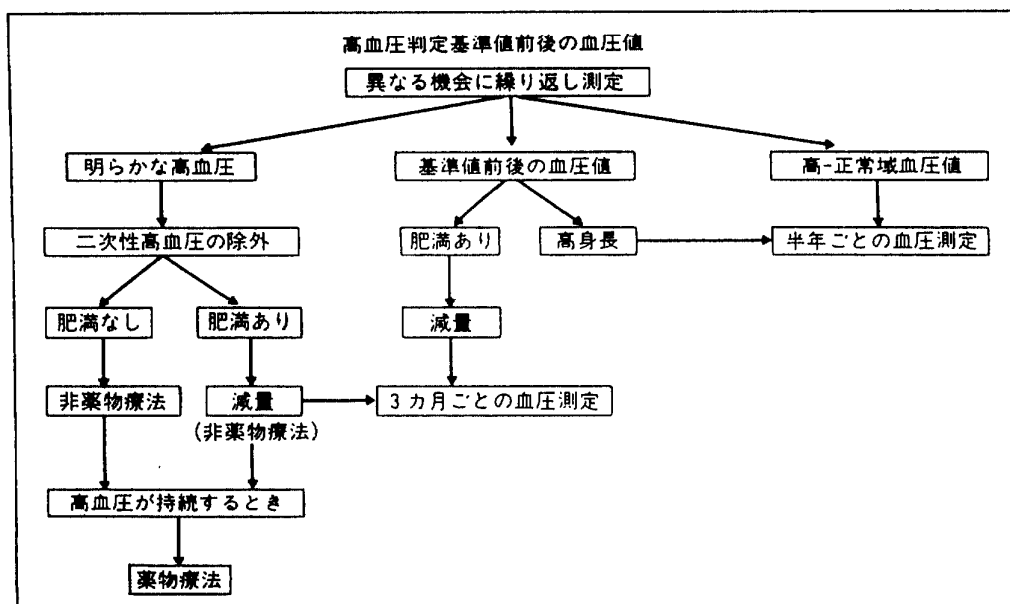 高血圧判定基準値前後の血圧値
異なる機会に繰り返し測定
明らかな高血圧
基準値前後の血圧値
高-正常域血圧値
二次性高血圧の除外
肥満あり
高身長
半年ごとの血圧測定
肥満なし
肥満あり
減量
非薬物療法
減量
(非薬物療法)
3カ月ごとの血圧測定
高血圧が持続するとき
薬物療法